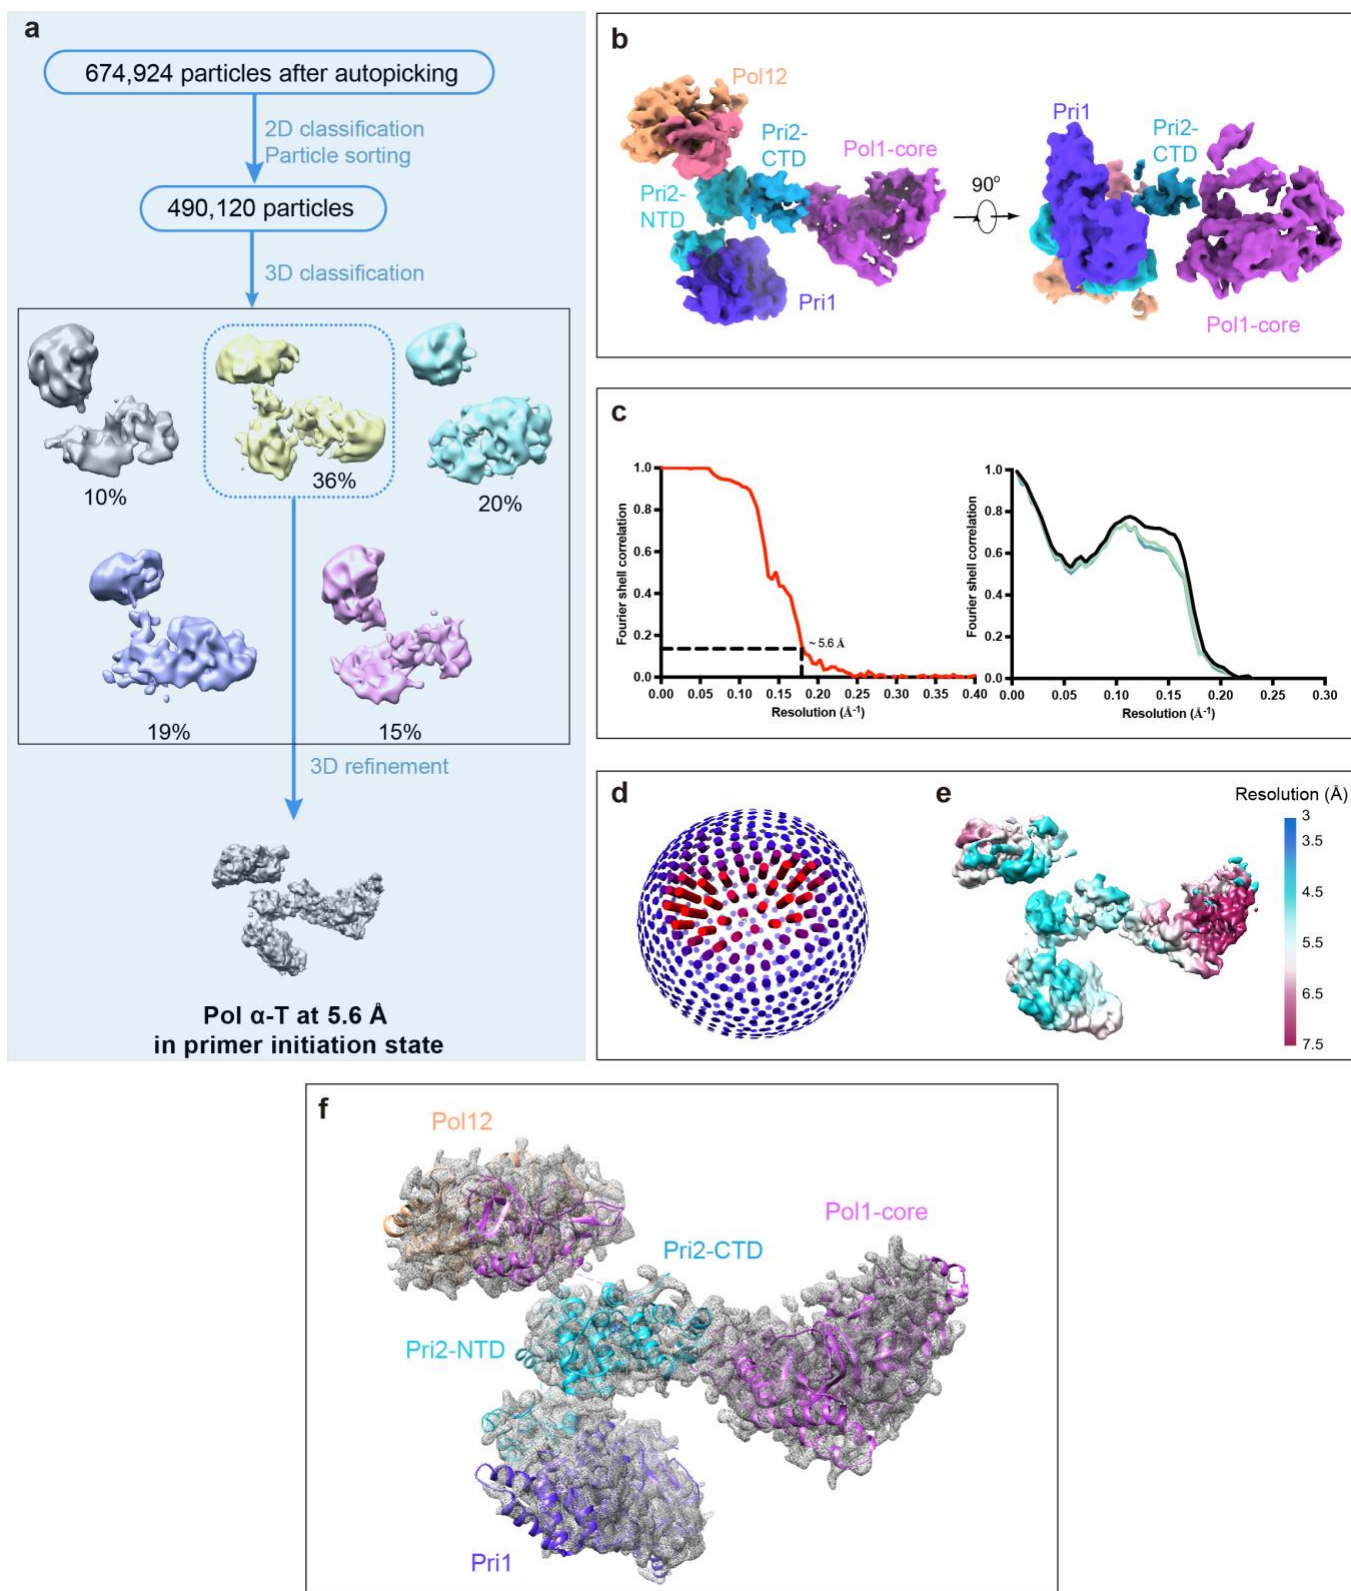 a
674,924 particles after autopicking
2D classification
Particle sorting
490,120 particles
3D classification
10%
36%
20%
19%
15%
3D refinement
Pol α-T at 5.6 Å
in primer initiation state
b
Pol12
Pri2-
CTD
Pol1-core
Pri2-
NTD
Pri1
90°
Pri1
Pri2-
CTD
Pol1-core
c
Fourier shell correlation
1.0
0.8
0.6
0.4
0.2
0.0
~ 5.6 Å
0.00 0.05 0.10 0.15 0.20 0.25 0.30 0.35 0.40
Resolution (Å⁻¹)
Fourier shell correlation
1.0
0.8
0.6
0.4
0.2
0.0
0.00 0.05 0.10 0.15 0.20 0.25 0.30
Resolution (Å⁻¹)
d
e
Resolution (Å)
3
3.5
4.5
5.5
6.5
7.5
f
Pol12
Pol1-core
Pri2-CTD
Pri2-NTD
Pri1